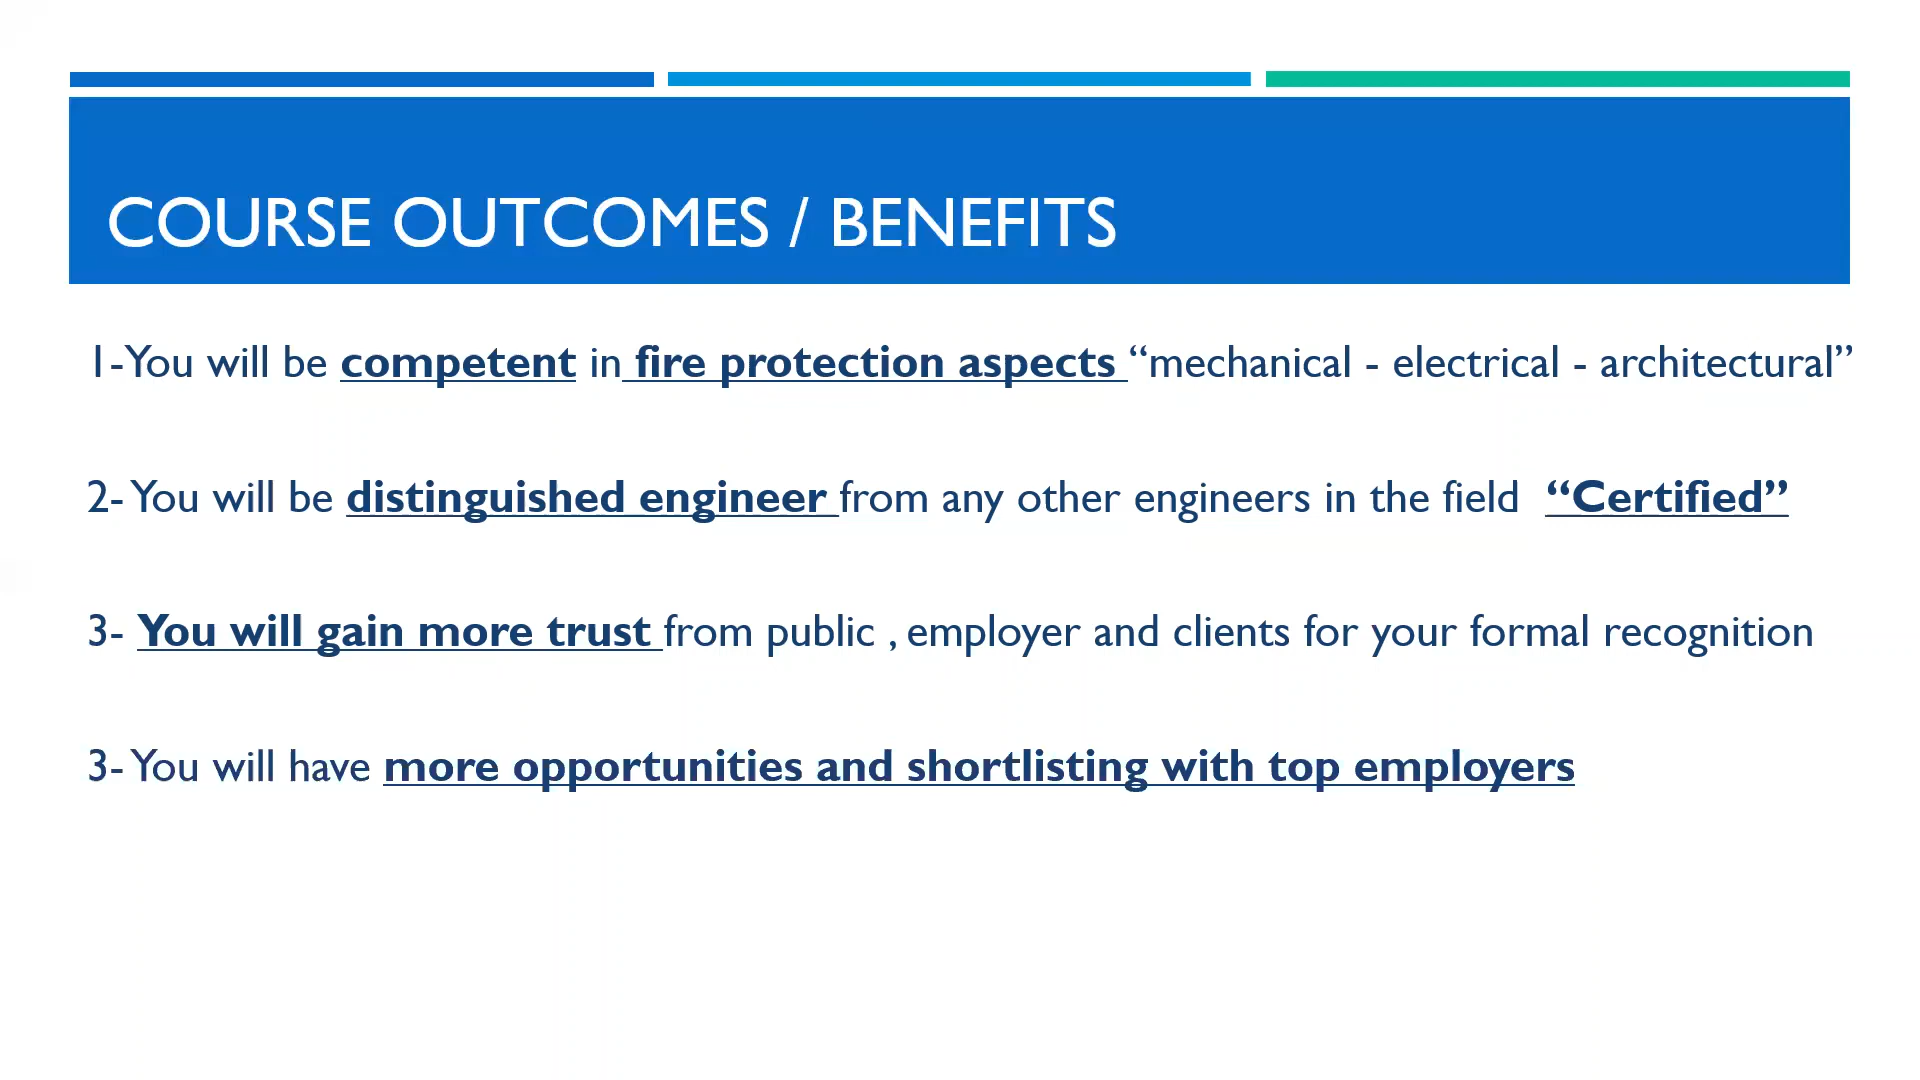 COURSE OUTCOMES / BENEFITS
1-You will be competent in fire protection aspects “mechanical - electrical - architectural”
2- You will be distinguished engineer from any other engineers in the field “Certified”
3- You will gain more trust from public , employer and clients for your formal recognition
3- You will have more opportunities and shortlisting with top employers